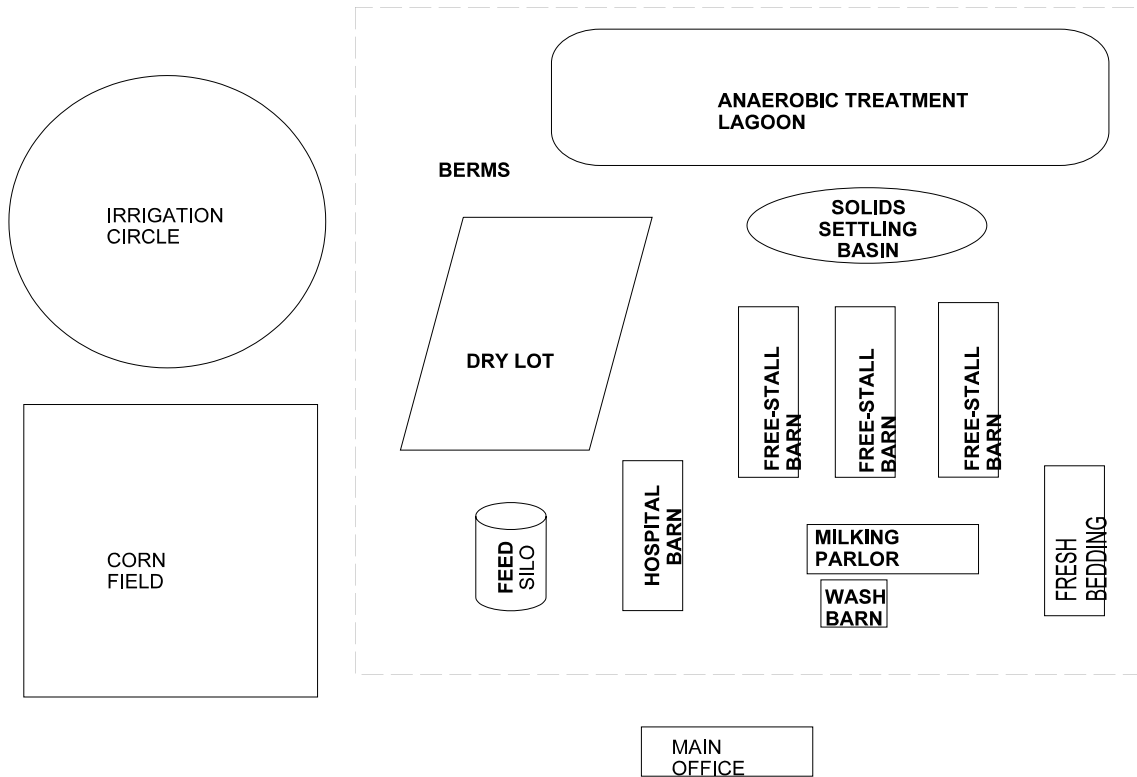 ANAEROBIC TREATMENT
LAGOON
BERMS
IRRIGATION
CIRCLE
SOLIDS
SETTLING
BASIN
DRY LOT
FREE-STALL
BARN
FREE-STALL
BARN
FREE-STALL
BARN
CORN
FIELD
FEED
SILO
HOSPITAL
BARN
MILKING
PARLOR
WASH
BARN
FRESH
BEDDING
MAIN
OFFICE